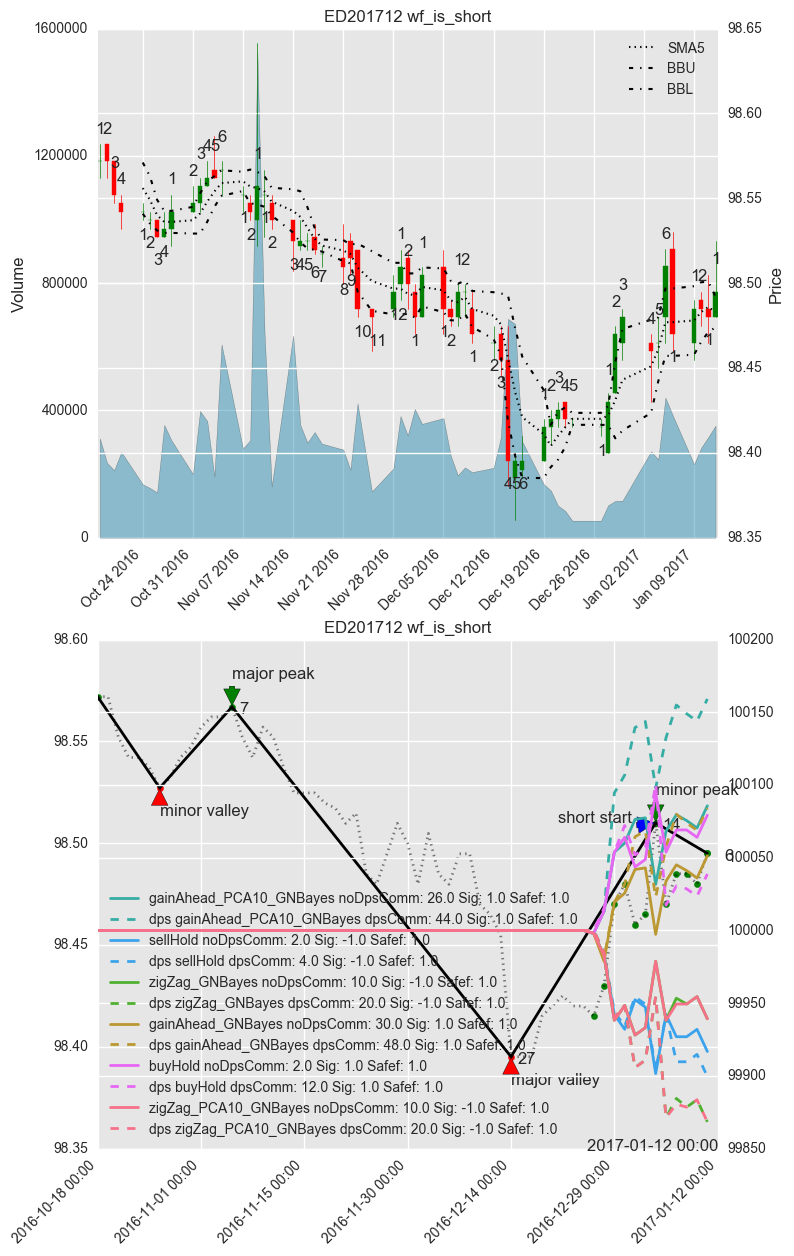 ED201712 wf_is_short
1600000
1200000
800000
400000
0
Volume
98.65
98.60
98.55
98.50
98.45
98.40
98.35
Price
SMA5
BBU
BBL
Oct 24 2016
Oct 31 2016
Nov 07 2016
Nov 14 2016
Nov 21 2016
Nov 28 2016
Dec 05 2016
Dec 12 2016
Dec 19 2016
Dec 26 2016
Jan 02 2017
Jan 09 2017
ED201712 wf_is_short
98.60
98.55
98.50
98.45
98.40
98.35
100200
100150
100100
100050
100000
99950
99900
99850
major peak
7
minor valley
minor peak
short start
14
6
27
major valley
gainAhead_PCA10_GNBayes noDpsComm: 26.0 Sig: 1.0 Safef: 1.0
dps gainAhead_PCA10_GNBayes dpsComm: 44.0 Sig: 1.0 Safef: 1.0
sellHold noDpsComm: 2.0 Sig: -1.0 Safef: 1.0
dps sellHold dpsComm: 4.0 Sig: -1.0 Safef: 1.0
zigZag_GNBayes noDpsComm: 10.0 Sig: -1.0 Safef: 1.0
dps zigZag_GNBayes dpsComm: 20.0 Sig: -1.0 Safef: 1.0
gainAhead_GNBayes noDpsComm: 30.0 Sig: 1.0 Safef: 1.0
dps gainAhead_GNBayes dpsComm: 48.0 Sig: 1.0 Safef: 1.0
buyHold noDpsComm: 2.0 Sig: 1.0 Safef: 1.0
dps buyHold dpsComm: 12.0 Sig: 1.0 Safef: 1.0
zigZag_PCA10_GNBayes noDpsComm: 10.0 Sig: -1.0 Safef: 1.0
dps zigZag_PCA10_GNBayes dpsComm: 20.0 Sig: -1.0 Safef: 1.0
2017-01-12 00:00
2016-10-18 00:00
2016-11-01 00:00
2016-11-15 00:00
2016-11-30 00:00
2016-12-14 00:00
2016-12-29 00:00
2017-01-12 00:00